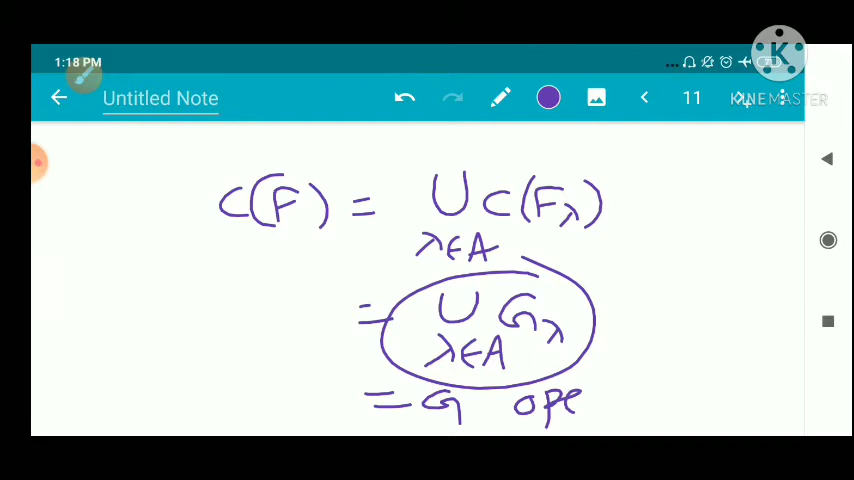 1:18 PM
Untitled Note
11
KINEMASTER
C(F) = ∪ C(Fλ)
λ∈A
= ∪ Gλ
λ∈A
= G ope